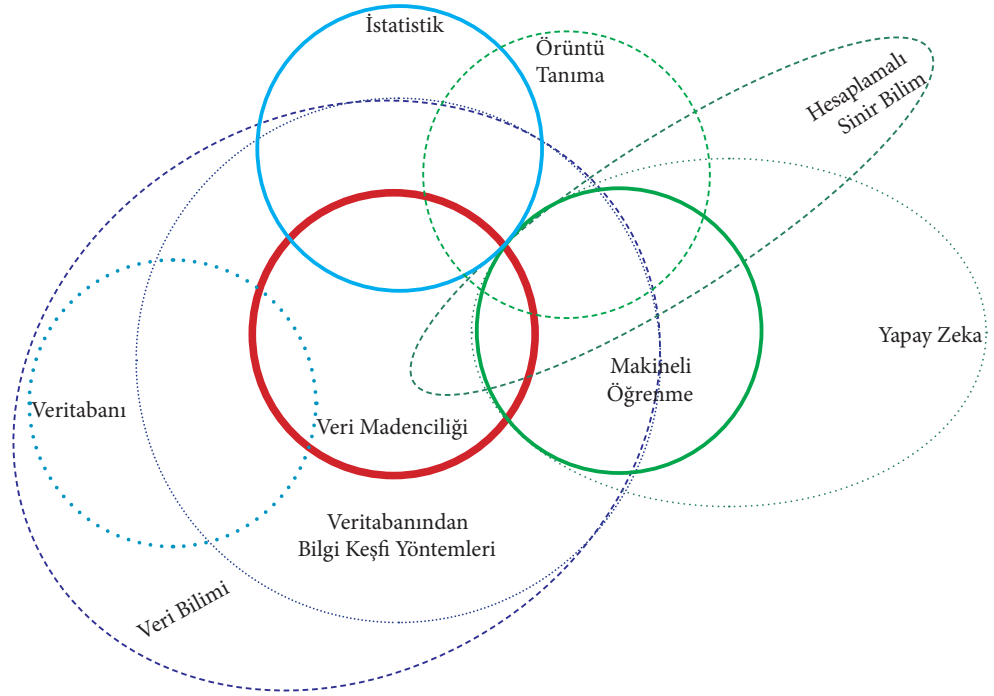 İstatistik
Örüntü
Tanıma
Hesaplamalı
Sinir Bilim
Yapay Zeka
Makineli
Öğrenme
Veritabanı
Veri Madenciliği
Veritabanından
Bilgi Keşfi Yöntemleri
Veri Bilimi